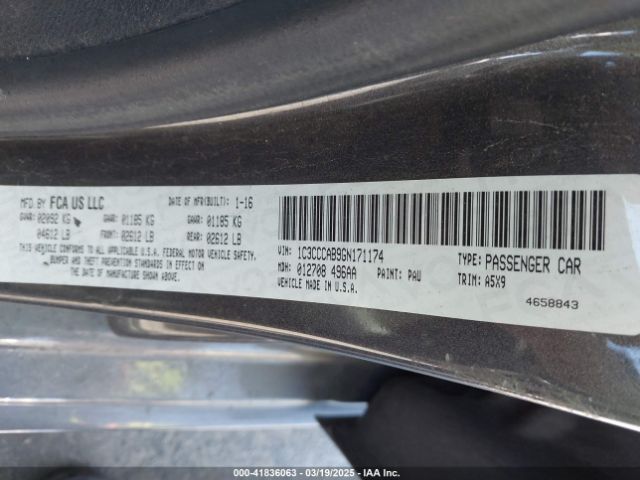 MFD BY FCA US LLC
DATE OF MFR(BUILT): 1-16
GVWR: 02092 KG
04612 LB
GAWR: 01185 KG
FRONT: 02612 LB
GAWR: 01185 KG
REAR: 02612 LB
THIS VEHICLE CONFORMS TO ALL APPLICABLE U.S.A. FEDERAL MOTOR VEHICLE SAFETY,
BUMPER AND THEFT PREVENTION STANDARDS IN EFFECT ON
THE DATE OF MANUFACTURE SHOWN ABOVE.
VIN: 1C3CCCAB9GN171174
MDH: 012708 496AA
PAINT: PAU
VEHICLE MADE IN U.S.A.
TYPE: PASSENGER CAR
TRIM: A5X9
4658843
000-41836063 — 03/19/2025 — IAA Inc.